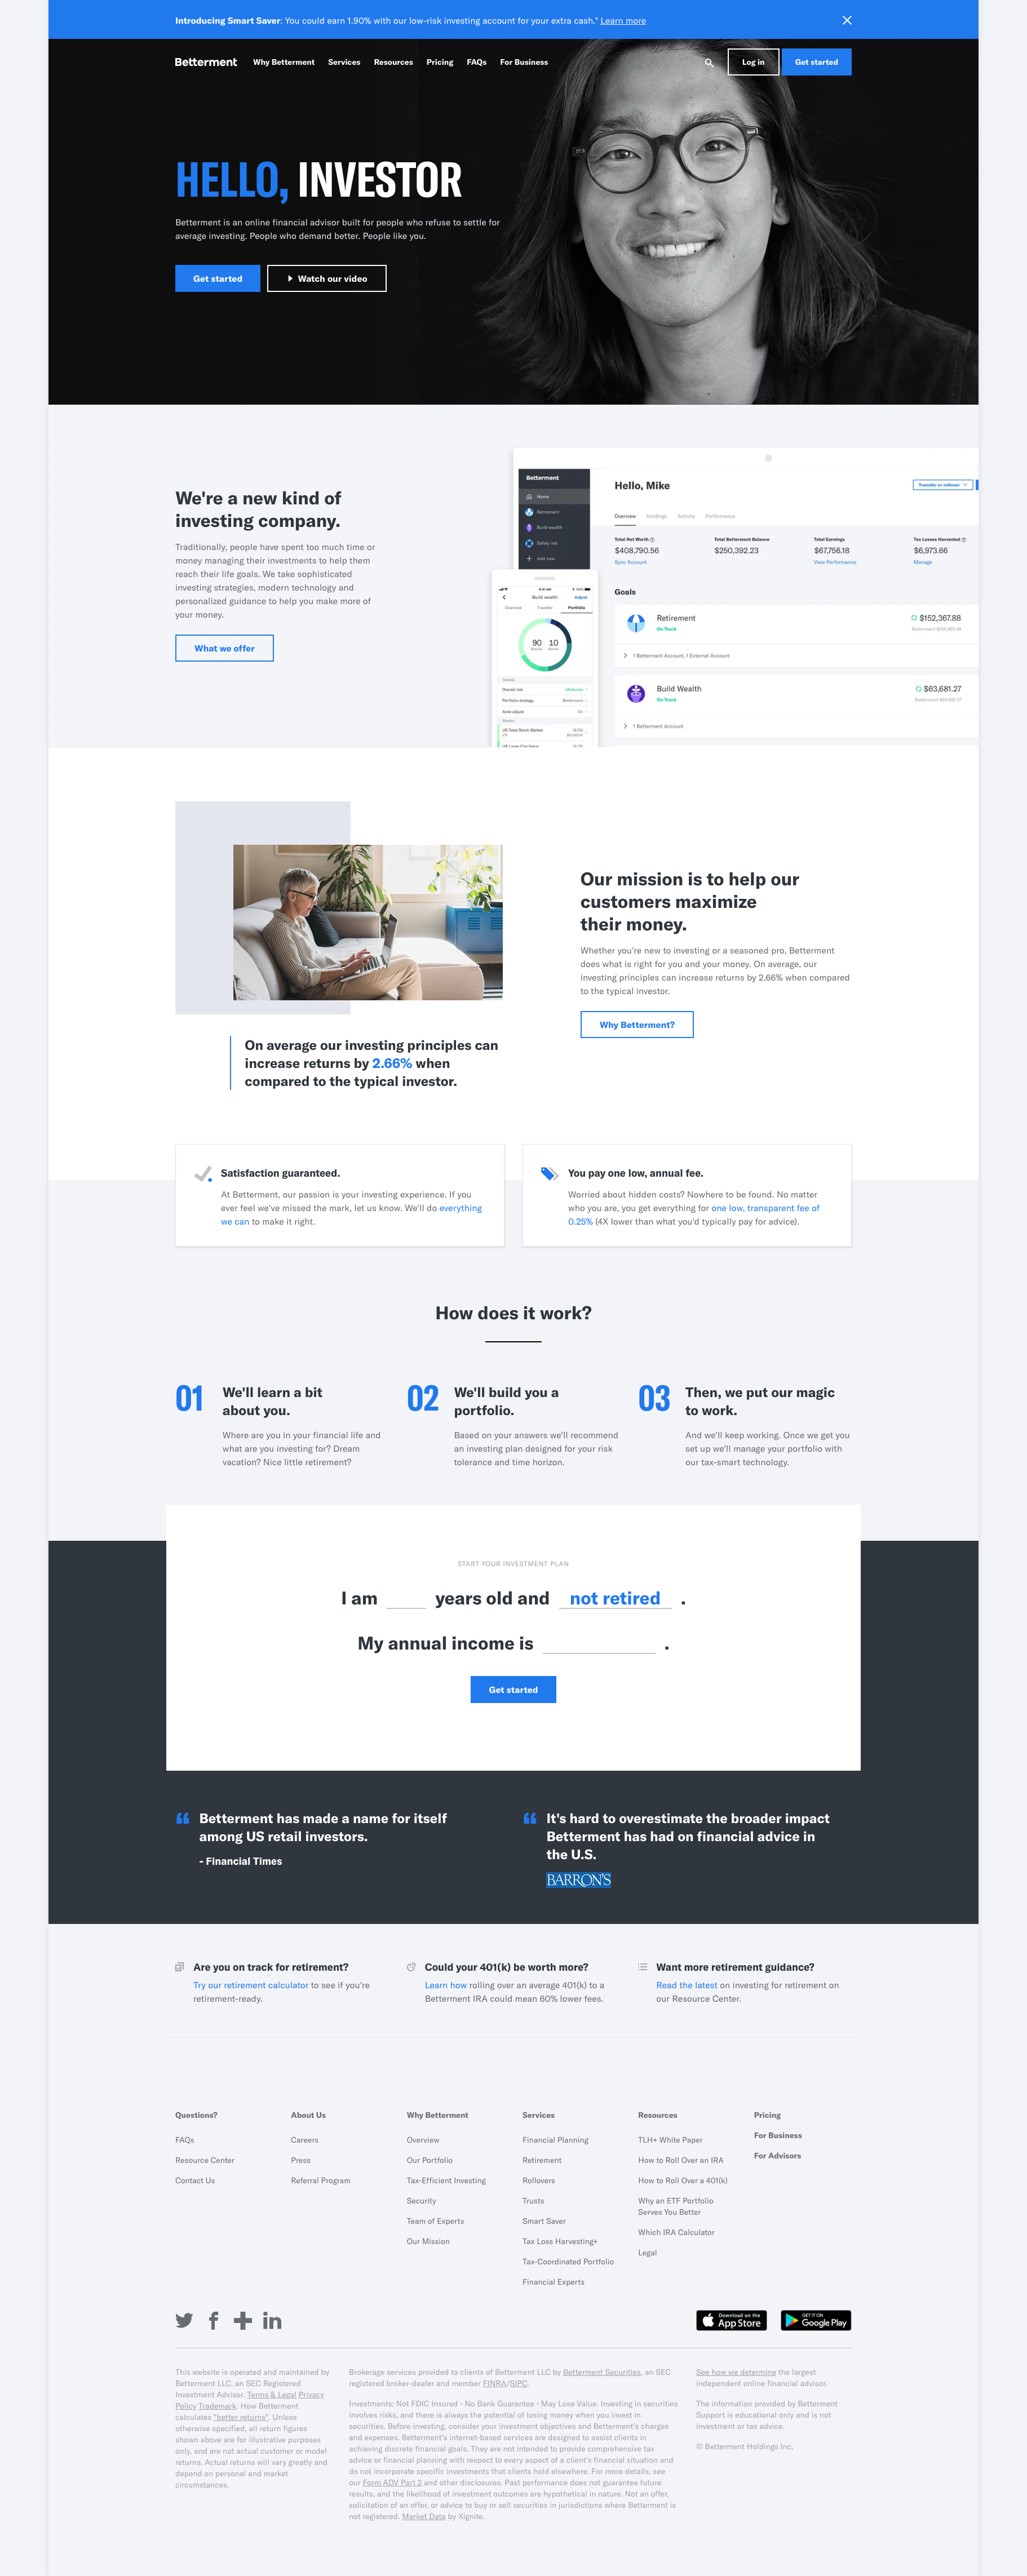 Introducing Smart Saver: You could earn 1.90% with our low-risk investing account for your extra cash.* Learn more
Betterment Why Betterment Services Resources Pricing FAQs For Business Log in Get started
HELLO, INVESTOR
Betterment is an online financial advisor built for people who refuse to settle for
average investing. People who demand better. People like you.
Get started Watch our video
We're a new kind of
investing company.
Traditionally, people have spent too much time or
money managing their investments to help them
reach their life goals. We take sophisticated
investing strategies, modern technology and
personalized guidance to help you make more of
your money.
What we offer
Betterment
Home
Retirement
Build wealth
Safety net
Add new
Hello, Mike
Transfer or rollover
Overview Holdings Activity Performance
Total Net Worth Total Betterment Balance Total Earnings Tax Losses Harvested
$408,790.56 $250,392.23 $67,756.18 $6,973.66
Sync Account View Performance Manage
Goals
Retirement $152,367.88
On Track
1 Betterment Account, 1 External Account
Build Wealth $63,681.27
On Track
1 Betterment Account
Build wealth Adjust
Overview Transfer Portfolio
90 10
Details
Overall risk Moderate
Portfolio strategy Betterment
Auto-adjust On
Stocks
US Total Stock Market
Our mission is to help our
customers maximize
their money.
Whether you're new to investing or a seasoned pro, Betterment
does what is right for you and your money. On average, our
investing principles can increase returns by 2.66% when compared
to the typical investor.
Why Betterment?
On average our investing principles can
increase returns by 2.66% when
compared to the typical investor.
Satisfaction guaranteed.
At Betterment, our passion is your investing experience. If you
ever feel we've missed the mark, let us know. We'll do everything
we can to make it right.
You pay one low, annual fee.
Worried about hidden costs? Nowhere to be found. No matter
who you are, you get everything for one low, transparent fee of
0.25% (4X lower than what you'd typically pay for advice).
How does it work?
01 We'll learn a bit
about you.
Where are you in your financial life and
what are you investing for? Dream
vacation? Nice little retirement?
02 We'll build you a
portfolio.
Based on your answers we'll recommend
an investing plan designed for your risk
tolerance and time horizon.
03 Then, we put our magic
to work.
And we'll keep working. Once we get you
set up we'll manage your portfolio with
our tax-smart technology.
START YOUR INVESTMENT PLAN
I am years old and not retired .
My annual income is .
Get started
“ Betterment has made a name for itself
among US retail investors.
- Financial Times
“ It's hard to overestimate the broader impact
Betterment has had on financial advice in
the U.S.
BARRON'S
Are you on track for retirement?
Try our retirement calculator to see if you're
retirement-ready.
Could your 401(k) be worth more?
Learn how rolling over an average 401(k) to a
Betterment IRA could mean 60% lower fees.
Want more retirement guidance?
Read the latest on investing for retirement on
our Resource Center.
Questions?
FAQs
Resource Center
Contact Us
About Us
Careers
Press
Referral Program
Why Betterment
Overview
Our Portfolio
Tax-Efficient Investing
Security
Team of Experts
Our Mission
Services
Financial Planning
Retirement
Rollovers
Trusts
Smart Saver
Tax Loss Harvesting+
Tax-Coordinated Portfolio
Financial Experts
Resources
TLH+ White Paper
How to Roll Over an IRA
How to Roll Over a 401(k)
Why an ETF Portfolio
Serves You Better
Which IRA Calculator
Legal
Pricing
For Business
For Advisors
Download on the
App Store
GET IT ON
Google Play
This website is operated and maintained by
Betterment LLC, an SEC Registered
Investment Advisor. Terms & Legal Privacy
Policy Trademark. How Betterment
calculates "better returns". Unless
otherwise specified, all return figures
shown above are for illustrative purposes
only, and are not actual customer or model
returns. Actual returns will vary greatly and
depend on personal and market
circumstances.
Brokerage services provided to clients of Betterment LLC by Betterment Securities, an SEC
registered broker-dealer and member FINRA/SIPC.
Investments: Not FDIC Insured • No Bank Guarantee • May Lose Value. Investing in securities
involves risks, and there is always the potential of losing money when you invest in
securities. Before investing, consider your investment objectives and Betterment's charges
and expenses. Betterment's internet-based services are designed to assist clients in
achieving discrete financial goals. They are not intended to provide comprehensive tax
advice or financial planning with respect to every aspect of a client's financial situation and
do not incorporate specific investments that clients hold elsewhere. For more details, see
our Form ADV Part 2 and other disclosures. Past performance does not guarantee future
results, and the likelihood of investment outcomes are hypothetical in nature. Not an offer,
solicitation of an offer, or advice to buy or sell securities in jurisdictions where Betterment is
not registered. Market Data by Xignite.
See how we determine the largest
independent online financial advisor.
The information provided by Betterment
Support is educational only and is not
investment or tax advice.
© Betterment Holdings Inc.